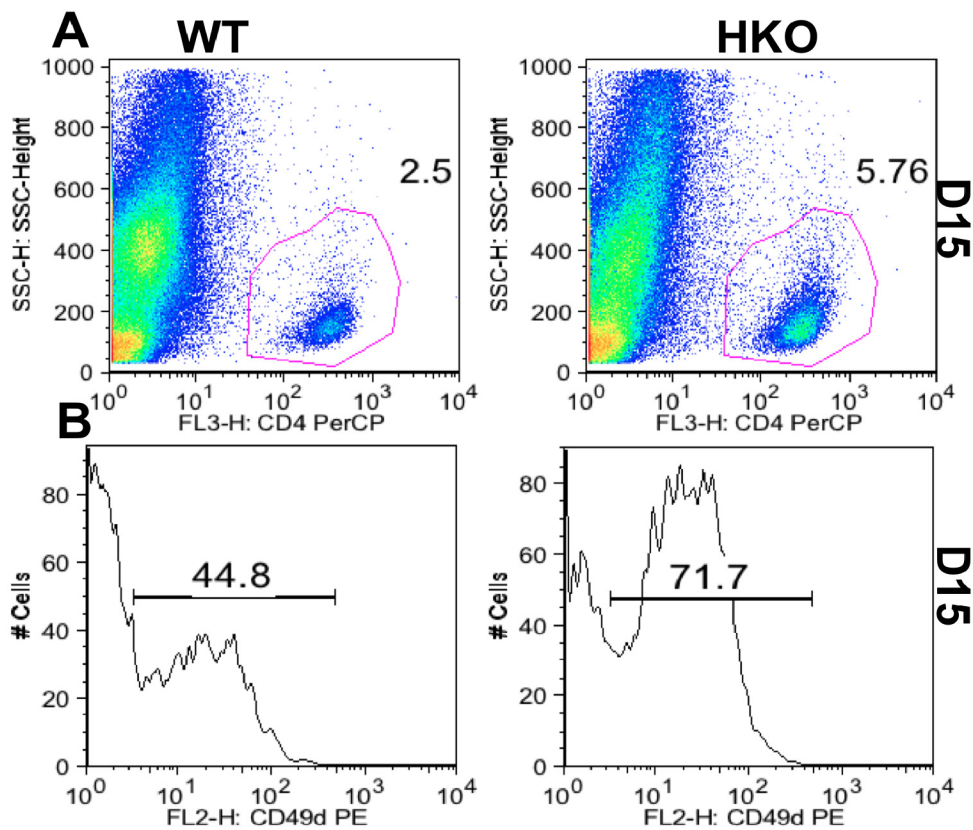 A
WT
HKO
1000
800
600
400
200
0
SSC-H: SSC-Height
2.5
10^0 10^1 10^2 10^3 10^4
FL3-H: CD4 PerCP
1000
800
600
400
200
0
SSC-H: SSC-Height
5.76
10^0 10^1 10^2 10^3 10^4
FL3-H: CD4 PerCP
D15
B
80
60
40
20
0
# Cells
44.8
10^0 10^1 10^2 10^3 10^4
FL2-H: CD49d PE
80
60
40
20
0
# Cells
71.7
10^0 10^1 10^2 10^3 10^4
FL2-H: CD49d PE
D15